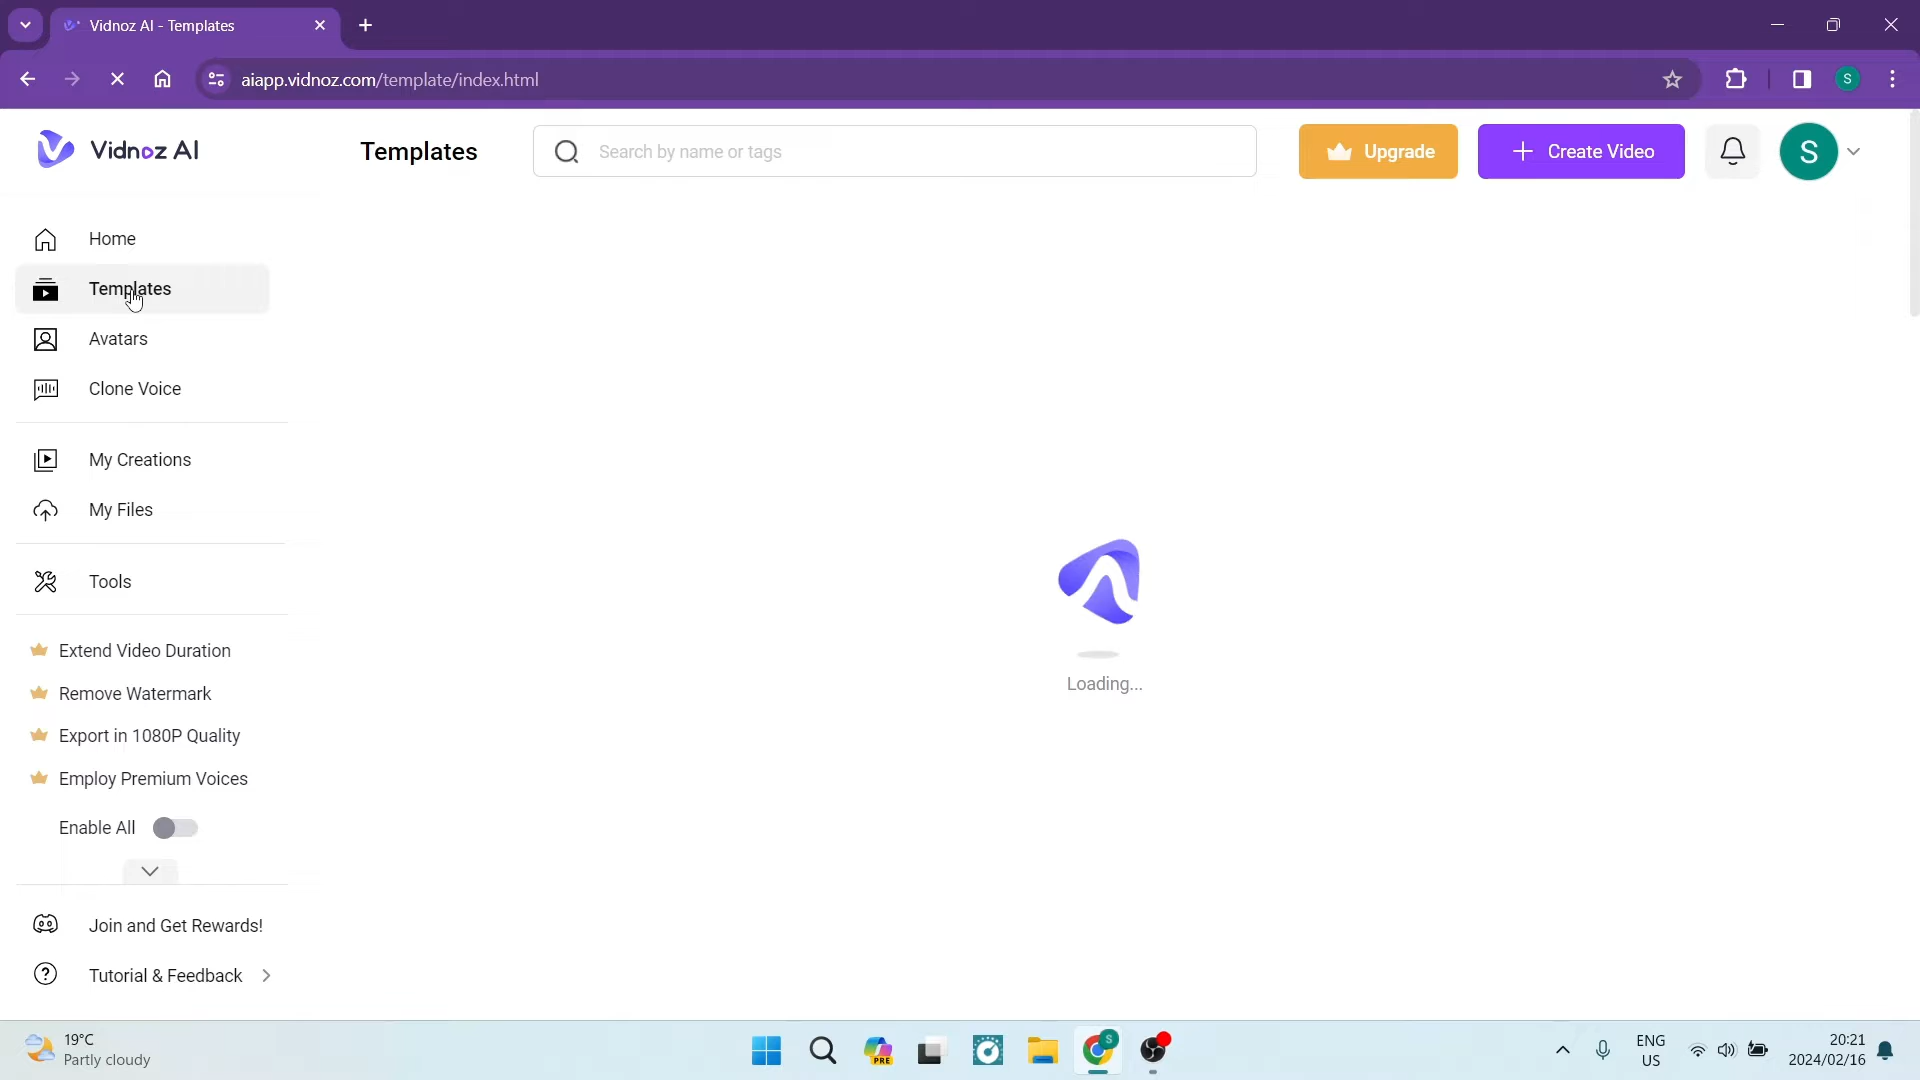 Vidnoz AI - Templates
aiapp.vidnoz.com/template/index.html
S
Vidnoz AI
Templates
Search by name or tags
Upgrade
Create Video
S
Home
Templates
Avatars
Clone Voice
My Creations
My Files
Tools
Extend Video Duration
Remove Watermark
Export in 1080P Quality
Employ Premium Voices
Enable All
Join and Get Rewards!
Tutorial & Feedback
Loading...
19°C
Partly cloudy
PRE
S
ENG
US
20:21
2024/02/16